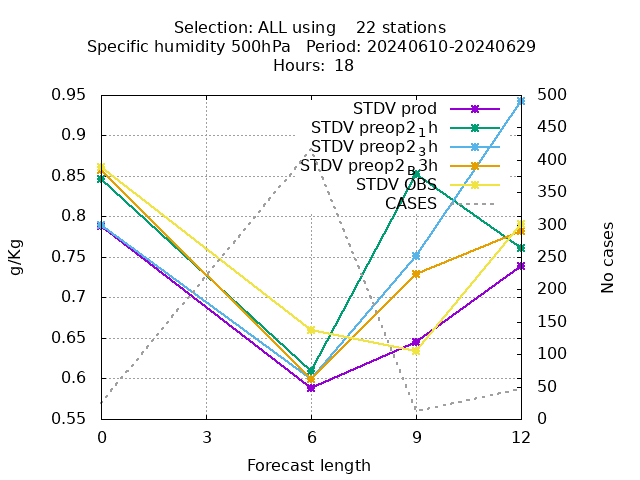 Selection: ALL using 22 stations
Specific humidity 500hPa Period: 20240610-20240629
Hours: 18
0.95
0.9
0.85
0.8
0.75
0.7
0.65
0.6
0.55
g/Kg
STDV prod
STDV preop2₁h
STDV preop2₃h
STDV preop2_B3h
STDV OBS
CASES
500
450
400
350
300
250
200
150
100
50
0
No cases
0 3 6 9 12
Forecast length